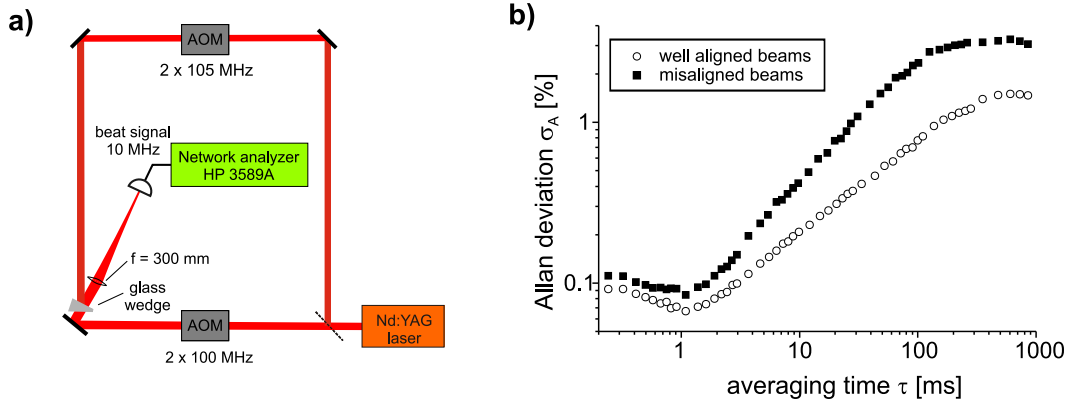 a)
AOM
2 x 105 MHz
beat signal
10 MHz
Network analyzer
HP 3589A
f = 300 mm
glass
wedge
AOM
2 x 100 MHz
Nd:YAG
laser
b)
well aligned beams
misaligned beams
Allan deviation σA [%]
1
0.1
1
10
100
1000
averaging time τ [ms]